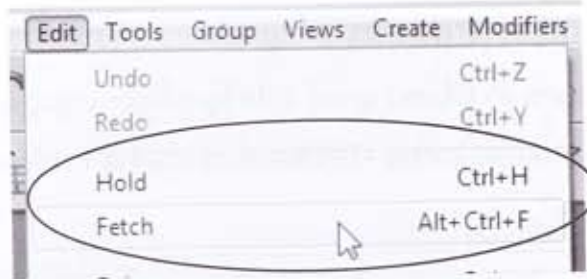 Edit Tools Group Views Create Modifiers
Undo Ctrl+Z
Redo Ctrl+Y
Hold Ctrl+H
Fetch Alt+Ctrl+F